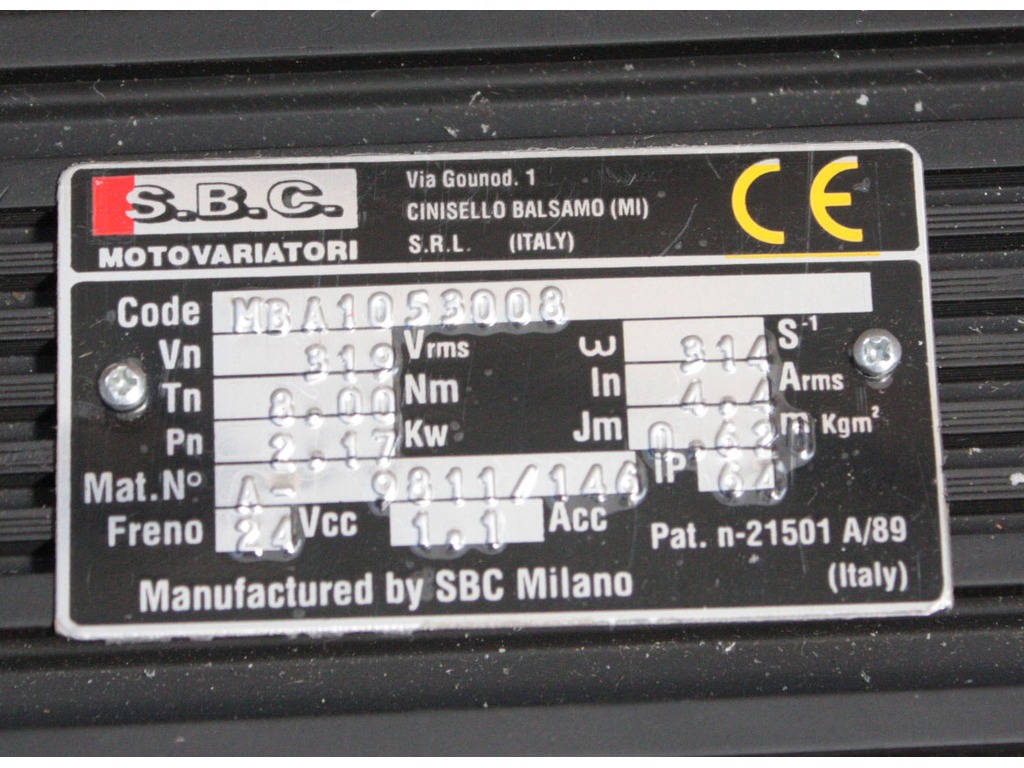 S.B.C.
MOTOVARIATORI
Via Gounod. 1
CINISELLO BALSAMO (MI)
S.R.L. (ITALY)
CE
Code MBA1053008
Vn 319 Vrms ω 314 S⁻¹
Tn 8.00 Nm In 4.4 Arms
Pn 2.17 Kw Jm 0.620 m Kgm²
Mat.N° A- 9811/146 IP 64
Freno 24 Vcc 1.1 Acc Pat. n-21501 A/89
Manufactured by SBC Milano (Italy)